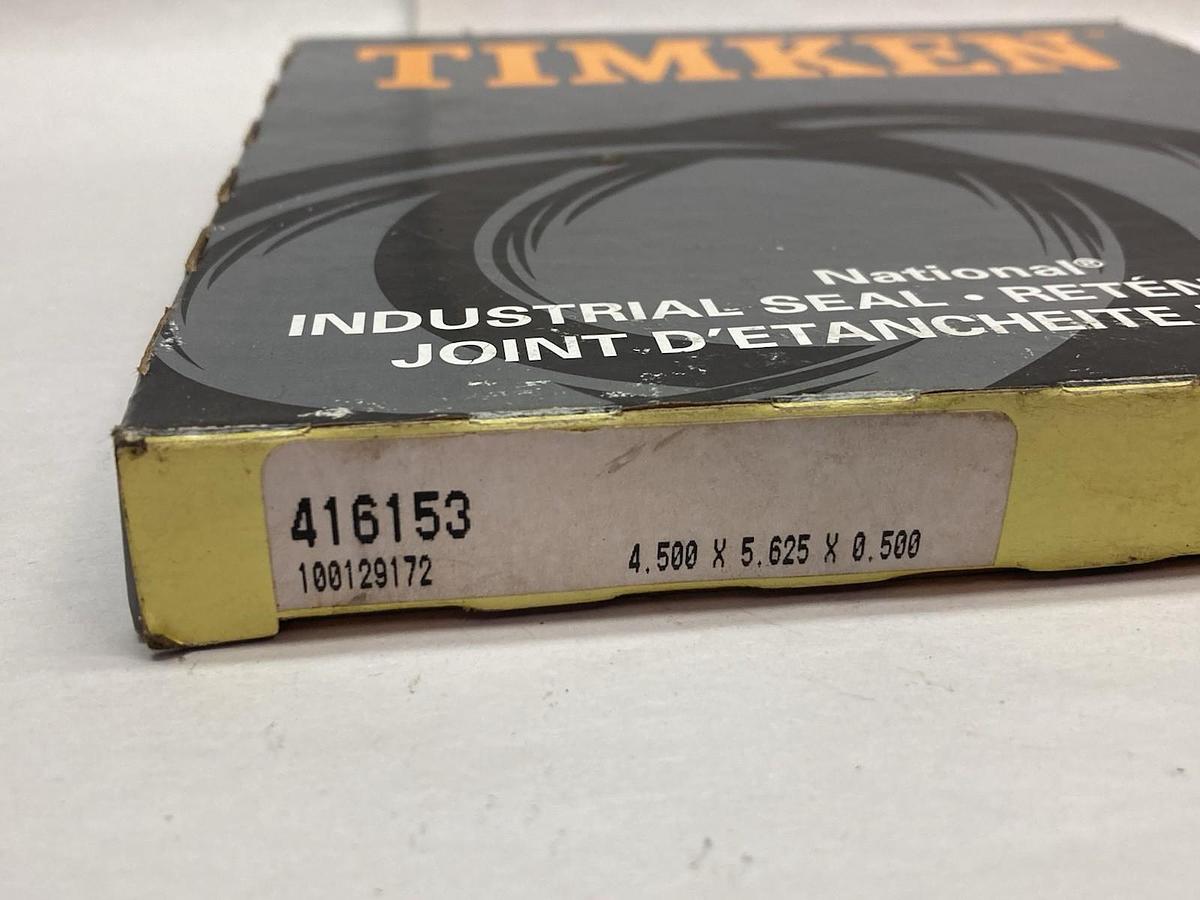 TIMKEN
National®
INDUSTRIAL SEAL • RETÉN
JOINT D'ETANCHEITE
416153
100129172
4.500 X 5.625 X 0.500